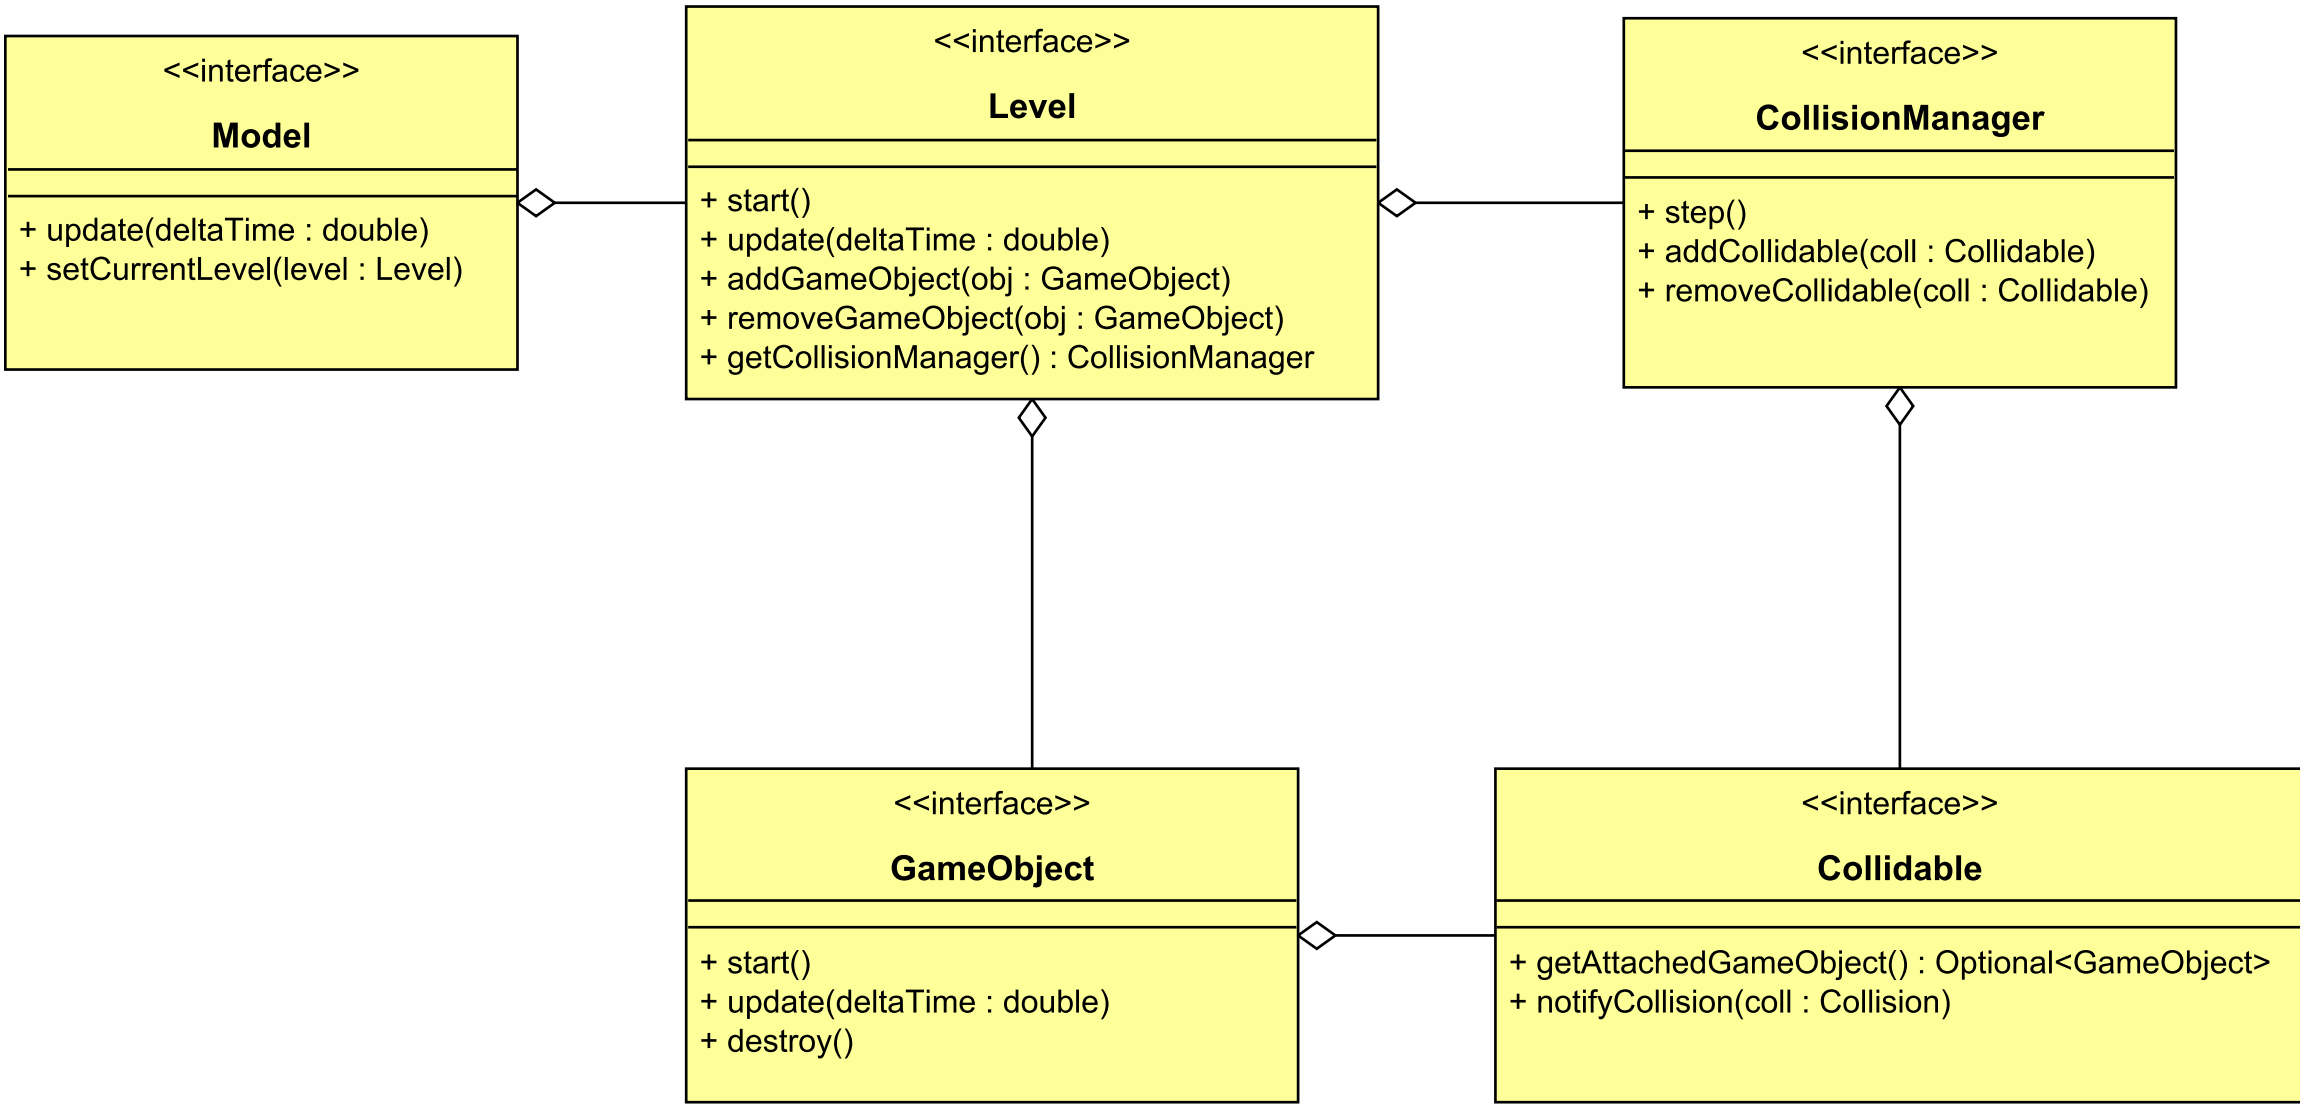 <<interface>>
Model
+ update(deltaTime : double)
+ setCurrentLevel(level : Level)
<<interface>>
Level
+ start()
+ update(deltaTime : double)
+ addGameObject(obj : GameObject)
+ removeGameObject(obj : GameObject)
+ getCollisionManager() : CollisionManager
<<interface>>
CollisionManager
+ step()
+ addCollidable(coll : Collidable)
+ removeCollidable(coll : Collidable)
<<interface>>
GameObject
+ start()
+ update(deltaTime : double)
+ destroy()
<<interface>>
Collidable
+ getAttachedGameObject() : Optional<GameObject>
+ notifyCollision(coll : Collision)